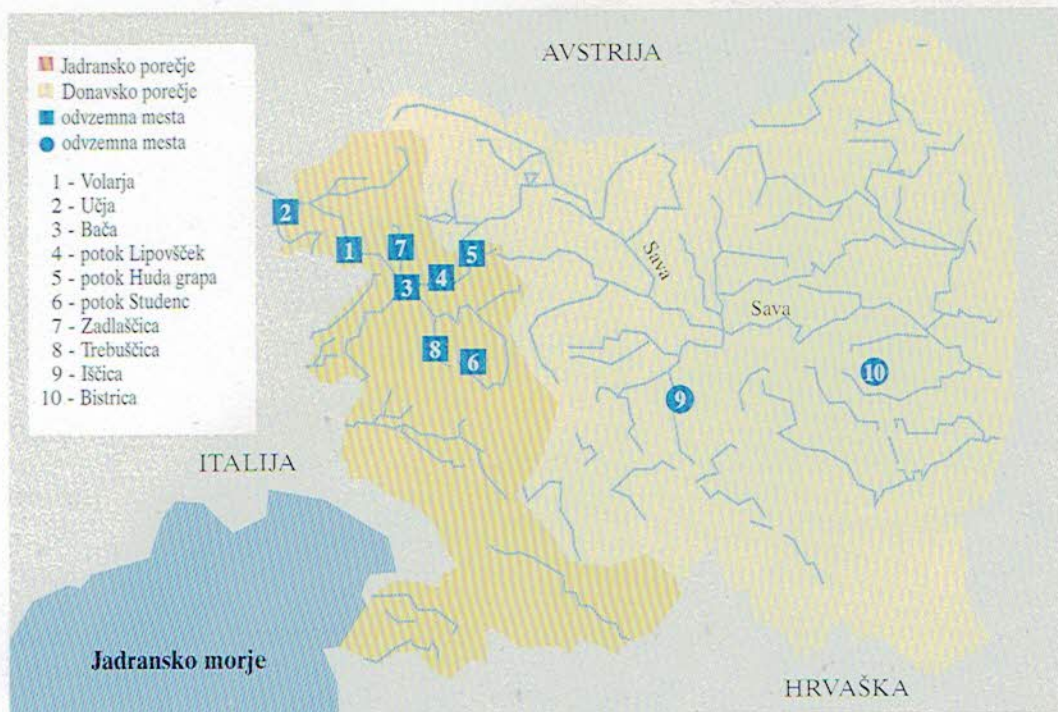 AVSTRIJA
Jadransko porečje
Donavsko porečje
odvzemna mesta
odvzemna mesta
1 - Volarja
2 - Učja
3 - Bača
4 - potok Lipovšček
5 - potok Huda grapa
6 - potok Studenc
7 - Zadlaščica
8 - Trebuščica
9 - Iščica
10 - Bistrica
2
1
7
5
4
3
8
6
9
10
Sava
Sava
ITALIJA
Jadransko morje
HRVAŠKA